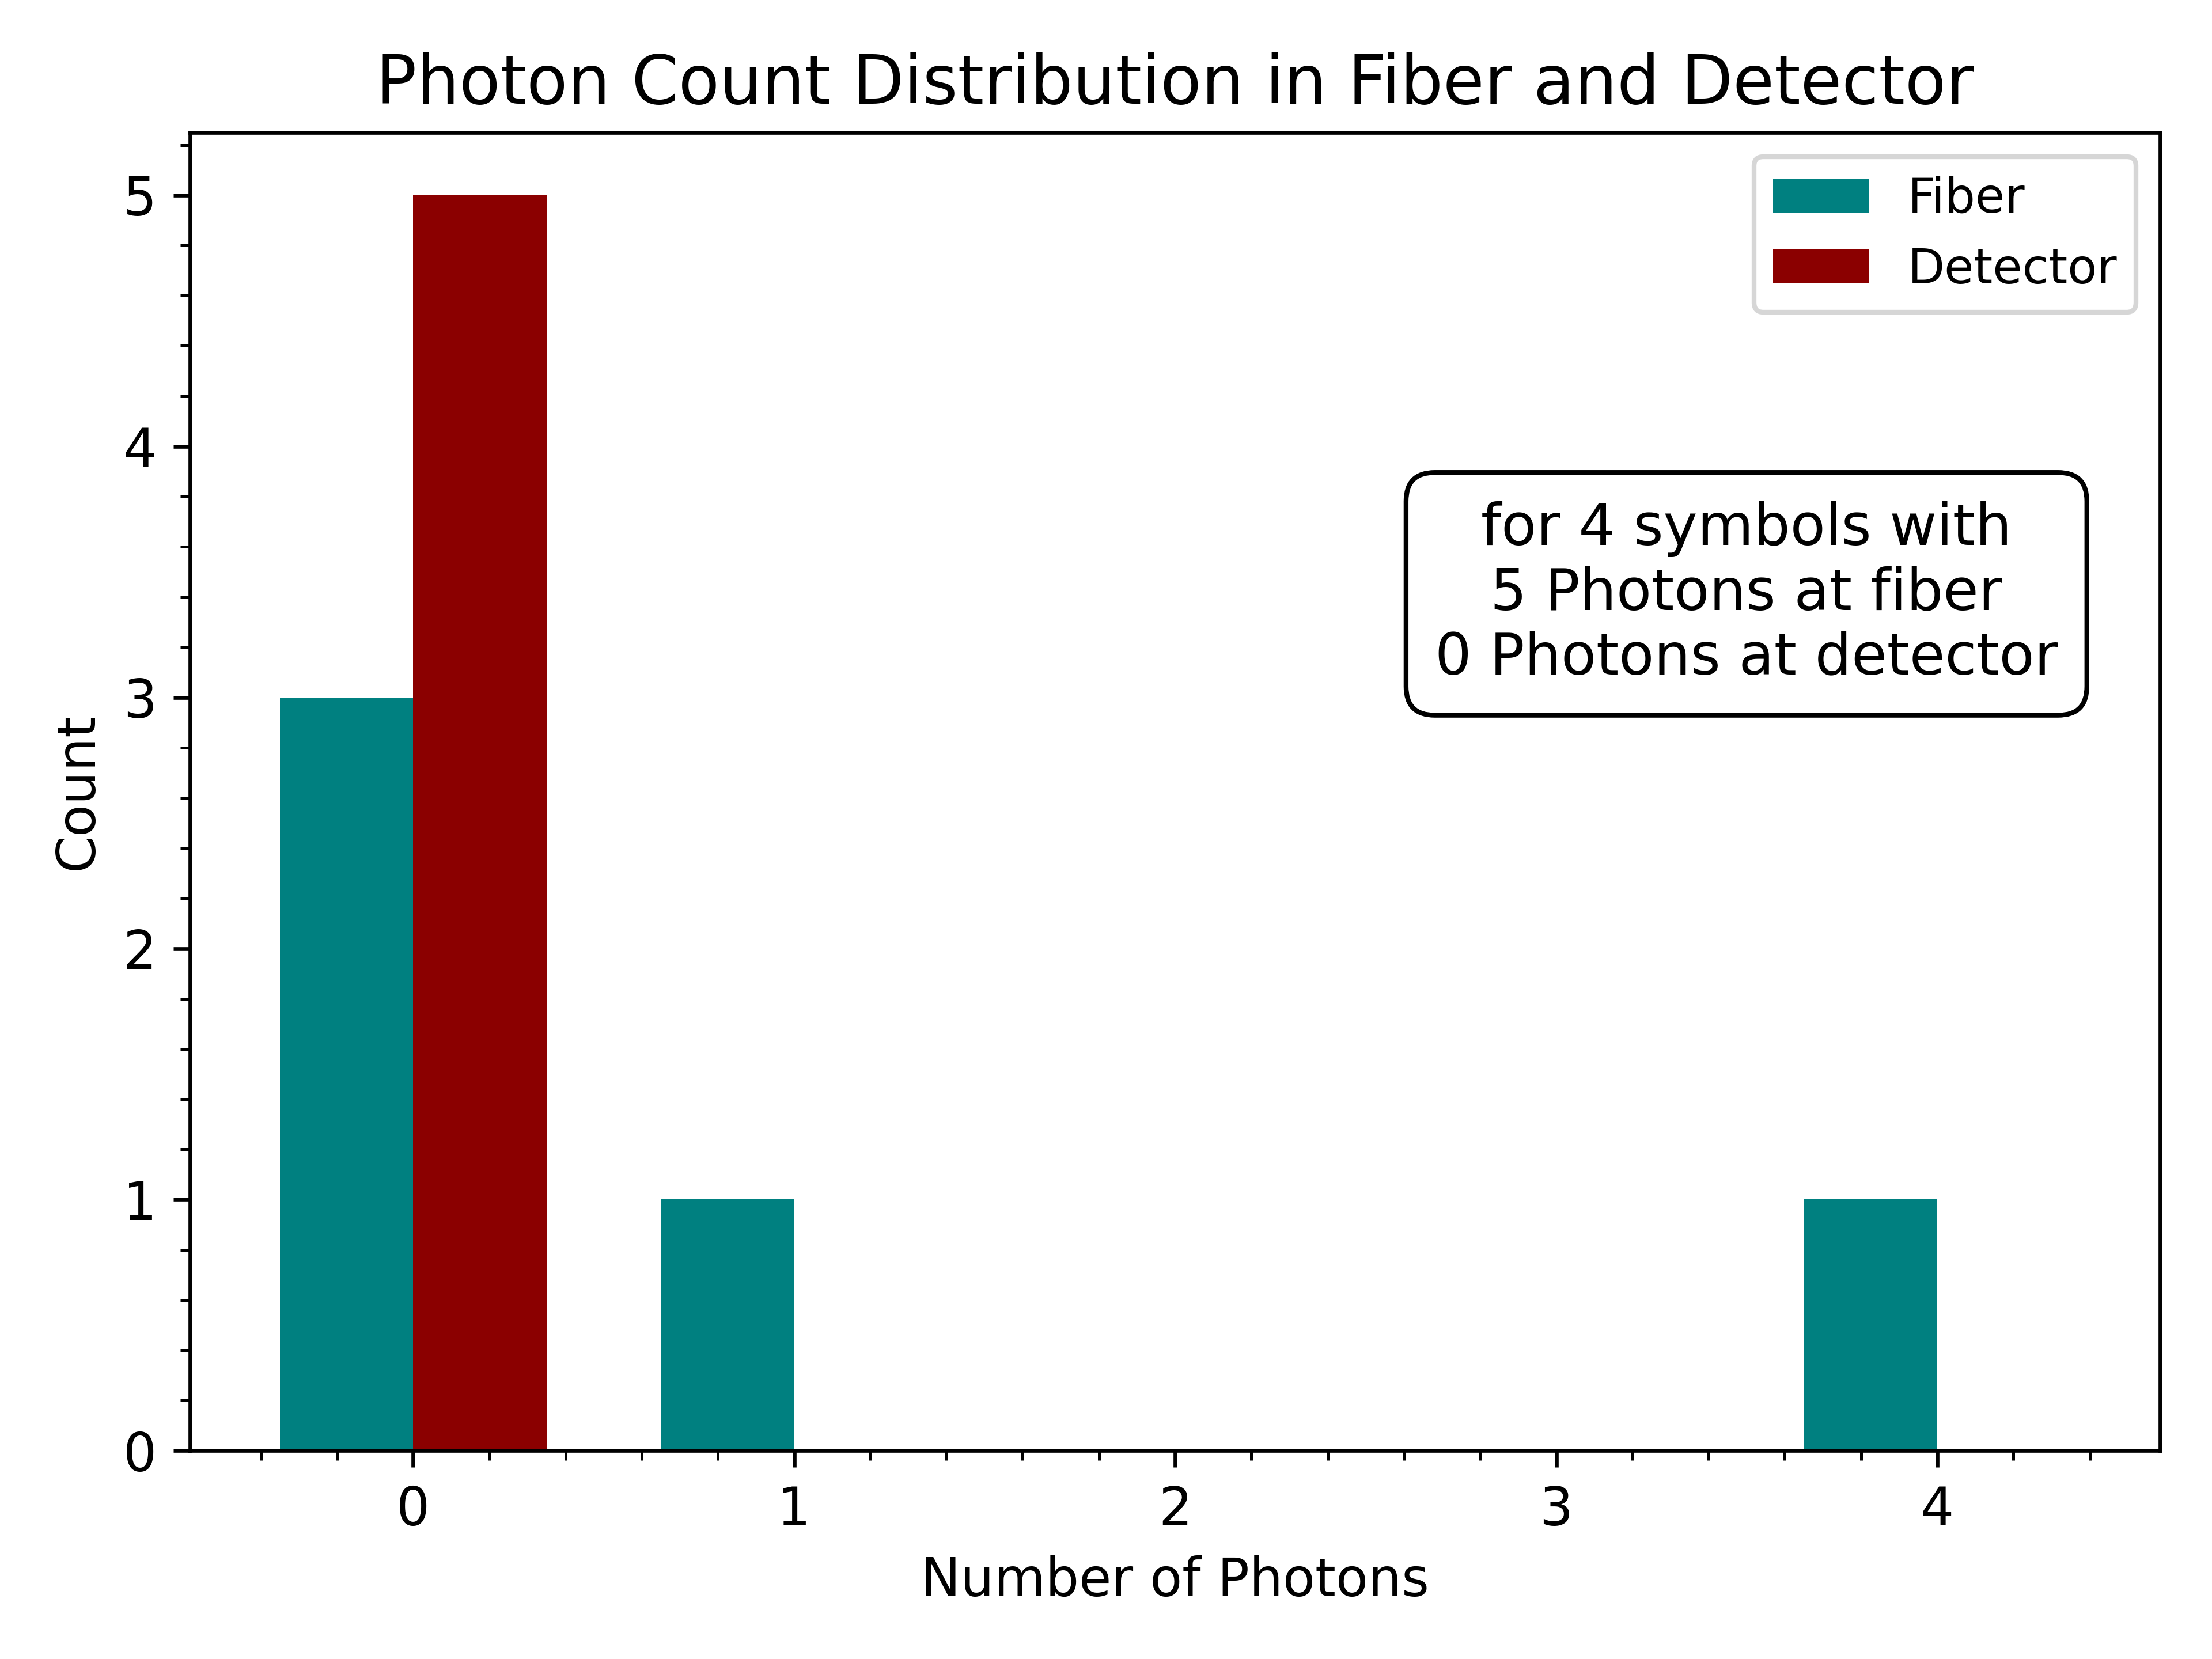 Photon Count Distribution in Fiber and Detector
Fiber
Detector
for 4 symbols with
5 Photons at fiber
0 Photons at detector
Count
5
4
3
2
1
0
0 1 2 3 4
Number of Photons